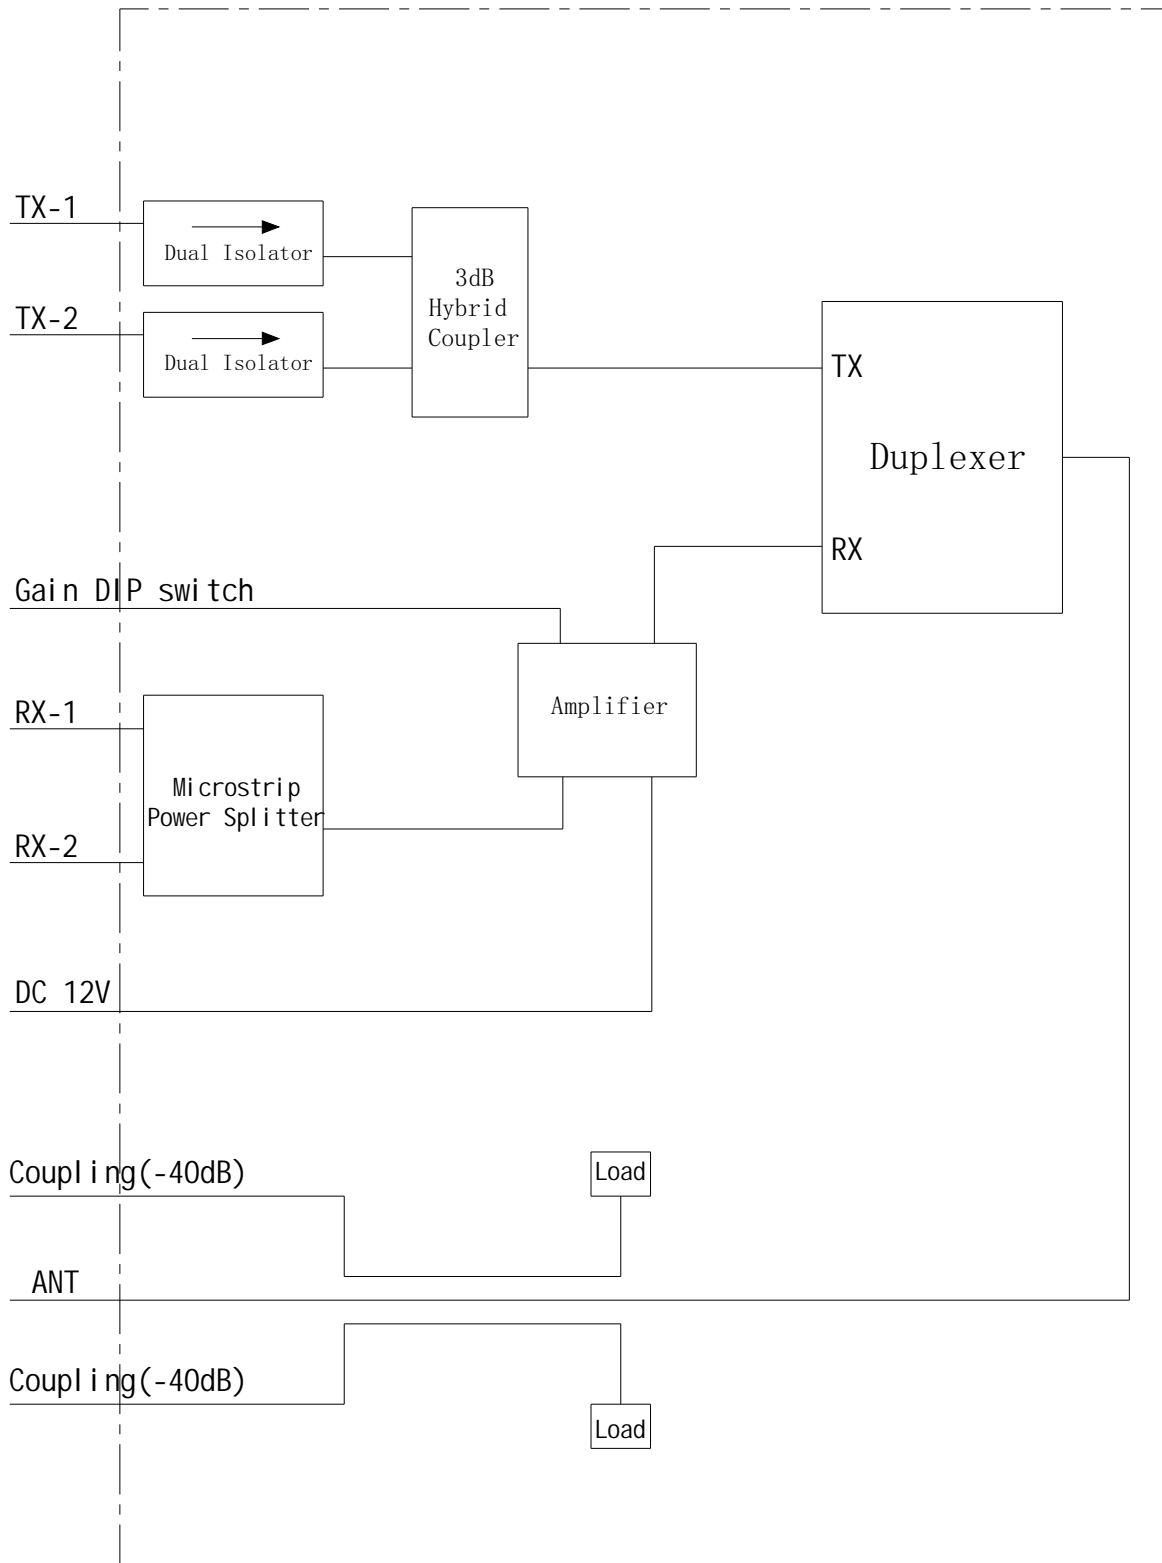 TX-1
Dual Isolator
TX-2
Dual Isolator
3dB
Hybrid
Coupler
TX
Duplexer
RX
Gain DIP switch
Amplifier
RX-1
Microstrip
Power Splitter
RX-2
DC 12V
Coupling(-40dB)
Load
ANT
Coupling(-40dB)
Load